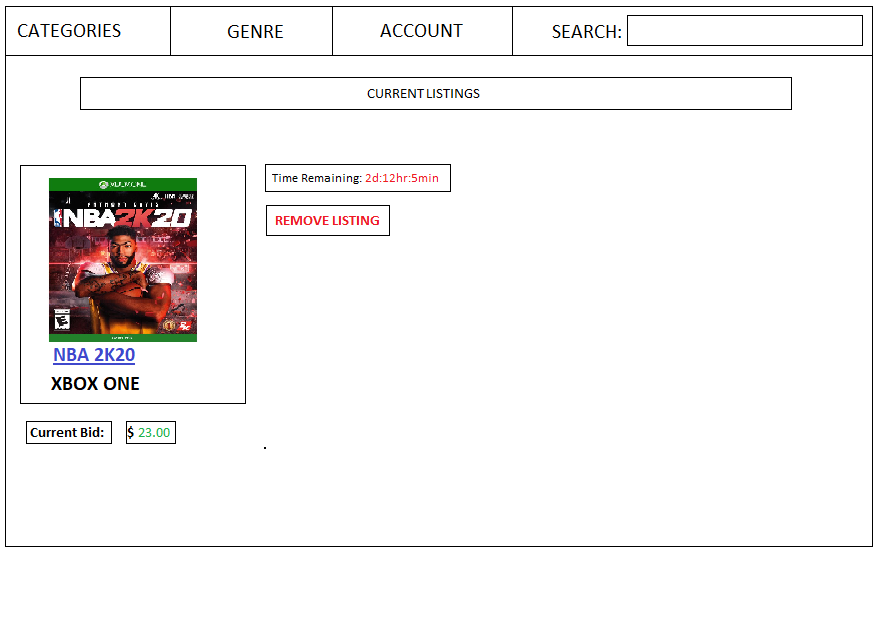 CATEGORIES
GENRE
ACCOUNT
SEARCH:
CURRENT LISTINGS
XBOX ONE
NBA 2K20
Time Remaining: 2d:12hr:5min
REMOVE LISTING
NBA 2K20
XBOX ONE
Current Bid: $ 23.00